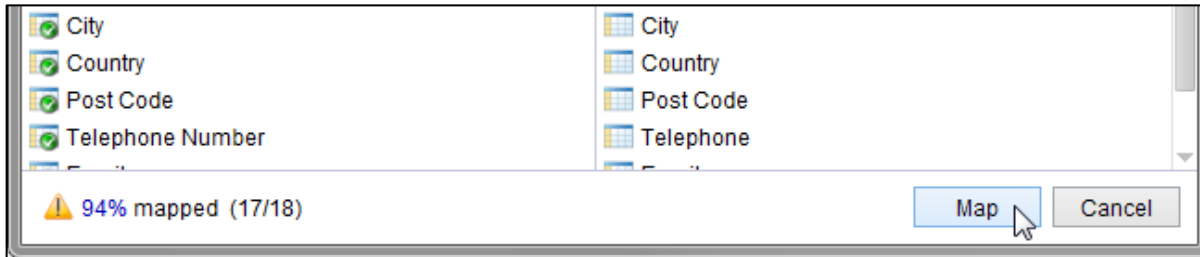 City City
Country Country
Post Code Post Code
Telephone Number Telephone
94% mapped (17/18) Map Cancel